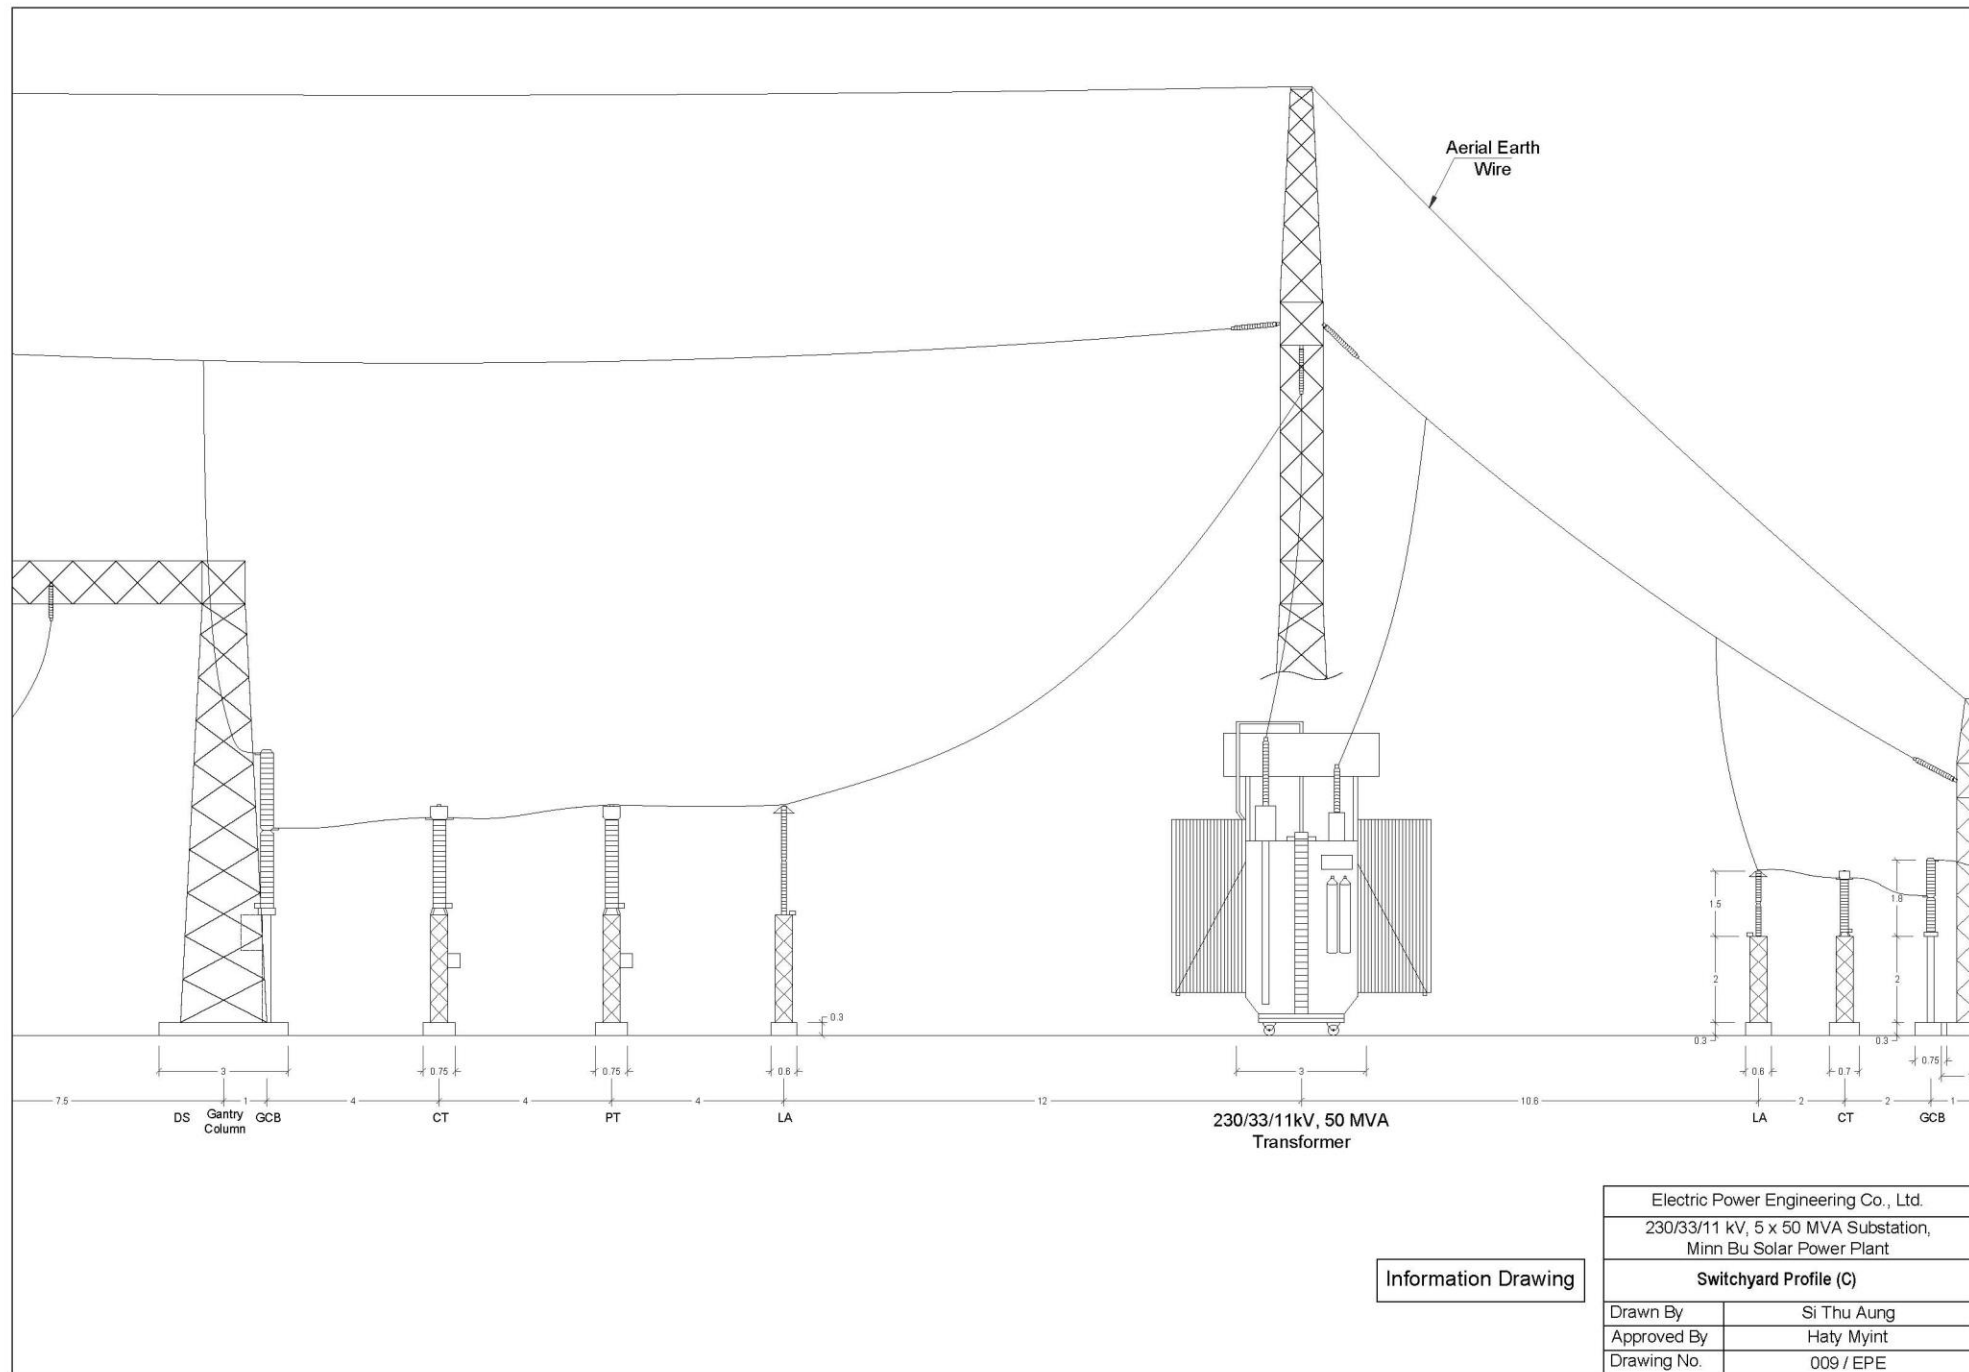 Aerial Earth
Wire
1.5
1.8
2
2
0.3
0.3
0.3
3
0.75
0.75
0.6
3
0.6
0.7
0.75
7.5
1
4
4
4
12
10.6
2
2
1
DS
Gantry
Column
GCB
CT
PT
LA
230/33/11kV, 50 MVA
Transformer
LA
CT
GCB
Information Drawing
Electric Power Engineering Co., Ltd.
230/33/11 kV, 5 x 50 MVA Substation,
Minn Bu Solar Power Plant
Switchyard Profile (C)
Drawn By Si Thu Aung
Approved By Haty Myint
Drawing No. 009 / EPE